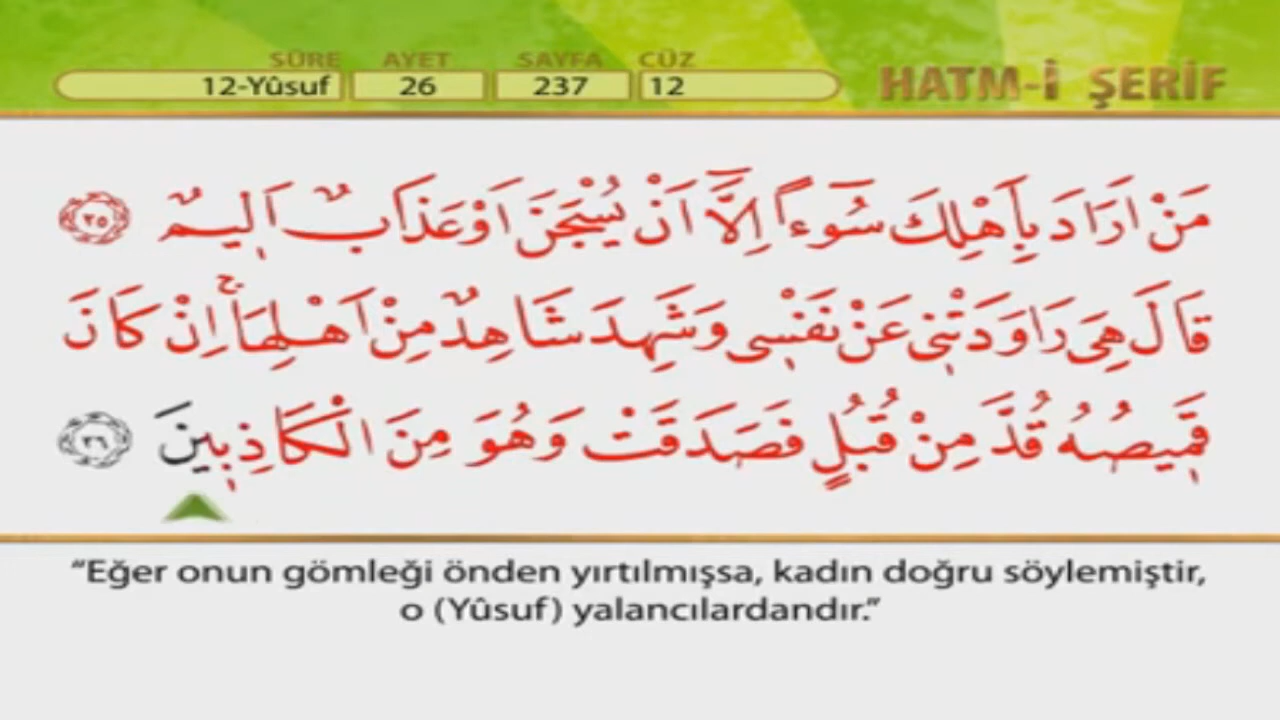 SÛRE AYET SAYFA CÜZ
12-Yûsuf 26 237 12
HATM-İ ŞERİF
مَنْ اَرَادَ بِاَهْلِكَ سُٓوءًا اِلَّٓا اَنْ يُسْجَنَ اَوْ عَذَابٌ اَلٖيمٌ ﴿٢٥﴾
قَالَ هِىَ رَاوَدَتْنٖى عَنْ نَفْسٖى وَشَهِدَ شَاهِدٌ مِنْ اَهْلِهَاۚ اِنْ كَانَ
قَمٖيصُهُ قُدَّ مِنْ قُبُلٍ فَصَدَقَتْ وَهُوَ مِنَ الْكَاذِبٖينَ ﴿٢٦﴾
“Eğer onun gömleği önden yırtılmışsa, kadın doğru söylemiştir,
o (Yûsuf) yalancılardandır.”